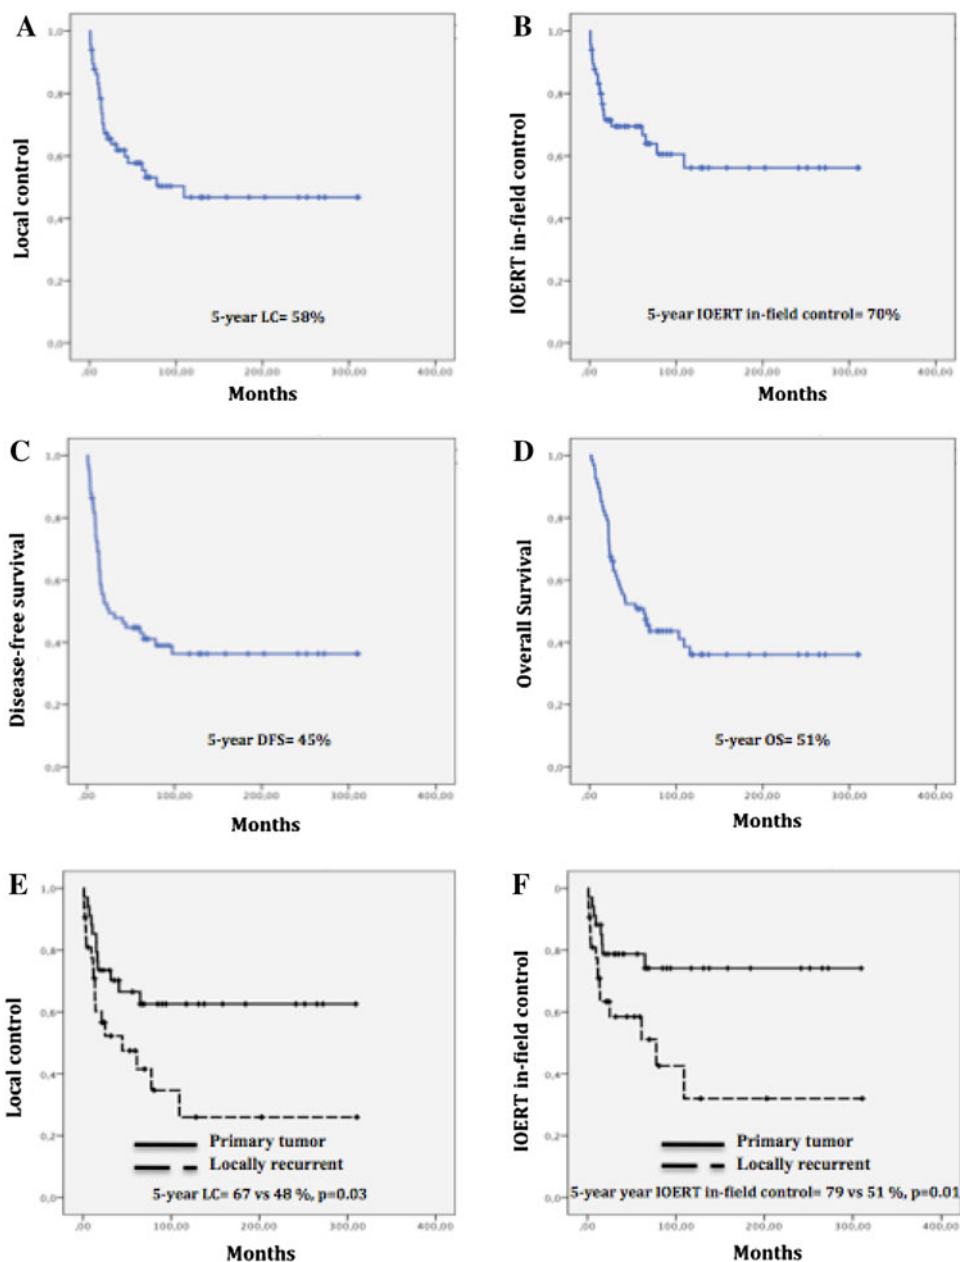 A
Local control
1,0
0,8
0,6
0,4
0,2
0,0
5-year LC= 58%
,00 100,00 200,00 300,00 400,00
Months
B
IOERT in-field control
1,0
0,8
0,6
0,4
0,2
0,0
5-year IOERT in-field control= 70%
,00 100,00 200,00 300,00 400,00
Months
C
Disease-free survival
1,0
0,8
0,6
0,4
0,2
0,0
5-year DFS= 45%
,00 100,00 200,00 300,00 400,00
Months
D
Overall Survival
1,0
0,8
0,6
0,4
0,2
0,0
5-year OS= 51%
,00 100,00 200,00 300,00 400,00
Months
E
Local control
1,0
0,8
0,6
0,4
0,2
0,0
Primary tumor
Locally recurrent
5-year LC= 67 vs 48 %, p=0.03
,00 100,00 200,00 300,00 400,00
Months
F
IOERT in-field control
0
0,8
0,6
0,4
0,2
0,0
Primary tumor
Locally recurrent
5-year year IOERT in-field control= 79 vs 51 %, p=0.01
,00 100,00 200,00 300,00 400,00
Months